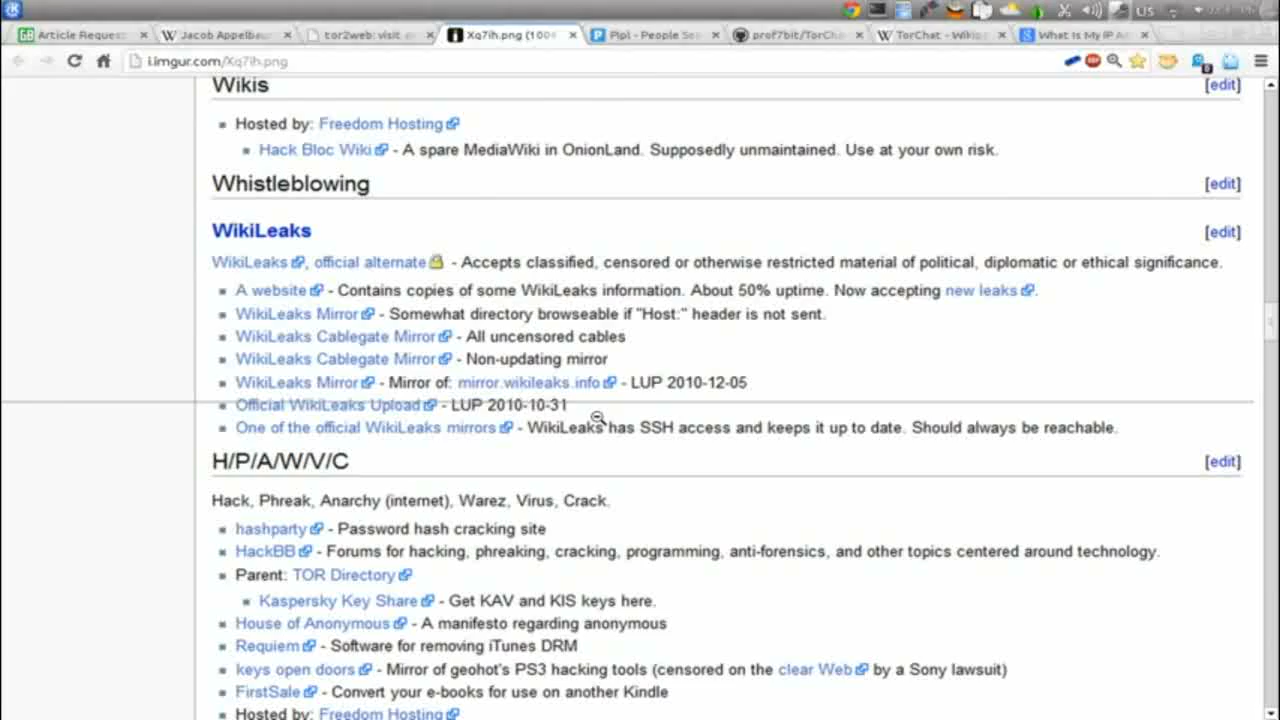 Article Request
Jacob Appelbau
tor2web: visit
Xq7ih.png (100
Pipl - People Se
prof7bit/TorCha
TorChat - Wikip
What Is My IP A
i.imgur.com/Xq7ih.png
Wikis [edit]
Hosted by: Freedom Hosting
Hack Bloc Wiki - A spare MediaWiki in OnionLand. Supposedly unmaintained. Use at your own risk.
Whistleblowing [edit]
WikiLeaks [edit]
WikiLeaks, official alternate - Accepts classified, censored or otherwise restricted material of political, diplomatic or ethical significance.
A website - Contains copies of some WikiLeaks information. About 50% uptime. Now accepting new leaks.
WikiLeaks Mirror - Somewhat directory browseable if "Host:" header is not sent.
WikiLeaks Cablegate Mirror - All uncensored cables
WikiLeaks Cablegate Mirror - Non-updating mirror
WikiLeaks Mirror - Mirror of: mirror.wikileaks.info - LUP 2010-12-05
Official WikiLeaks Upload - LUP 2010-10-31
One of the official WikiLeaks mirrors - WikiLeaks has SSH access and keeps it up to date. Should always be reachable.
H/P/A/W/V/C [edit]
Hack, Phreak, Anarchy (internet), Warez, Virus, Crack.
hashparty - Password hash cracking site
HackBB - Forums for hacking, phreaking, cracking, programming, anti-forensics, and other topics centered around technology.
Parent: TOR Directory
Kaspersky Key Share - Get KAV and KIS keys here.
House of Anonymous - A manifesto regarding anonymous
Requiem - Software for removing iTunes DRM
keys open doors - Mirror of geohot's PS3 hacking tools (censored on the clear Web by a Sony lawsuit)
FirstSale - Convert your e-books for use on another Kindle
Hosted by: Freedom Hosting